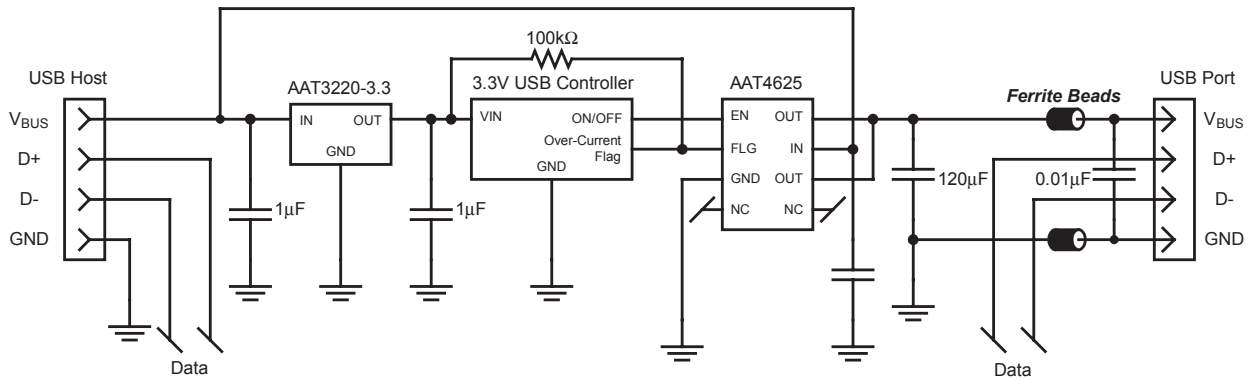 100kΩ
USB Host
AAT3220-3.3
3.3V USB Controller
AAT4625
USB Port
Ferrite Beads
VBUS
IN
OUT
VIN
ON/OFF
EN
OUT
VBUS
D+
Over-Current
Flag
FLG
IN
D+
GND
GND
GND
OUT
D-
120μF
0.01μF
D-
1μF
1μF
NC
NC
GND
GND
Data
Data